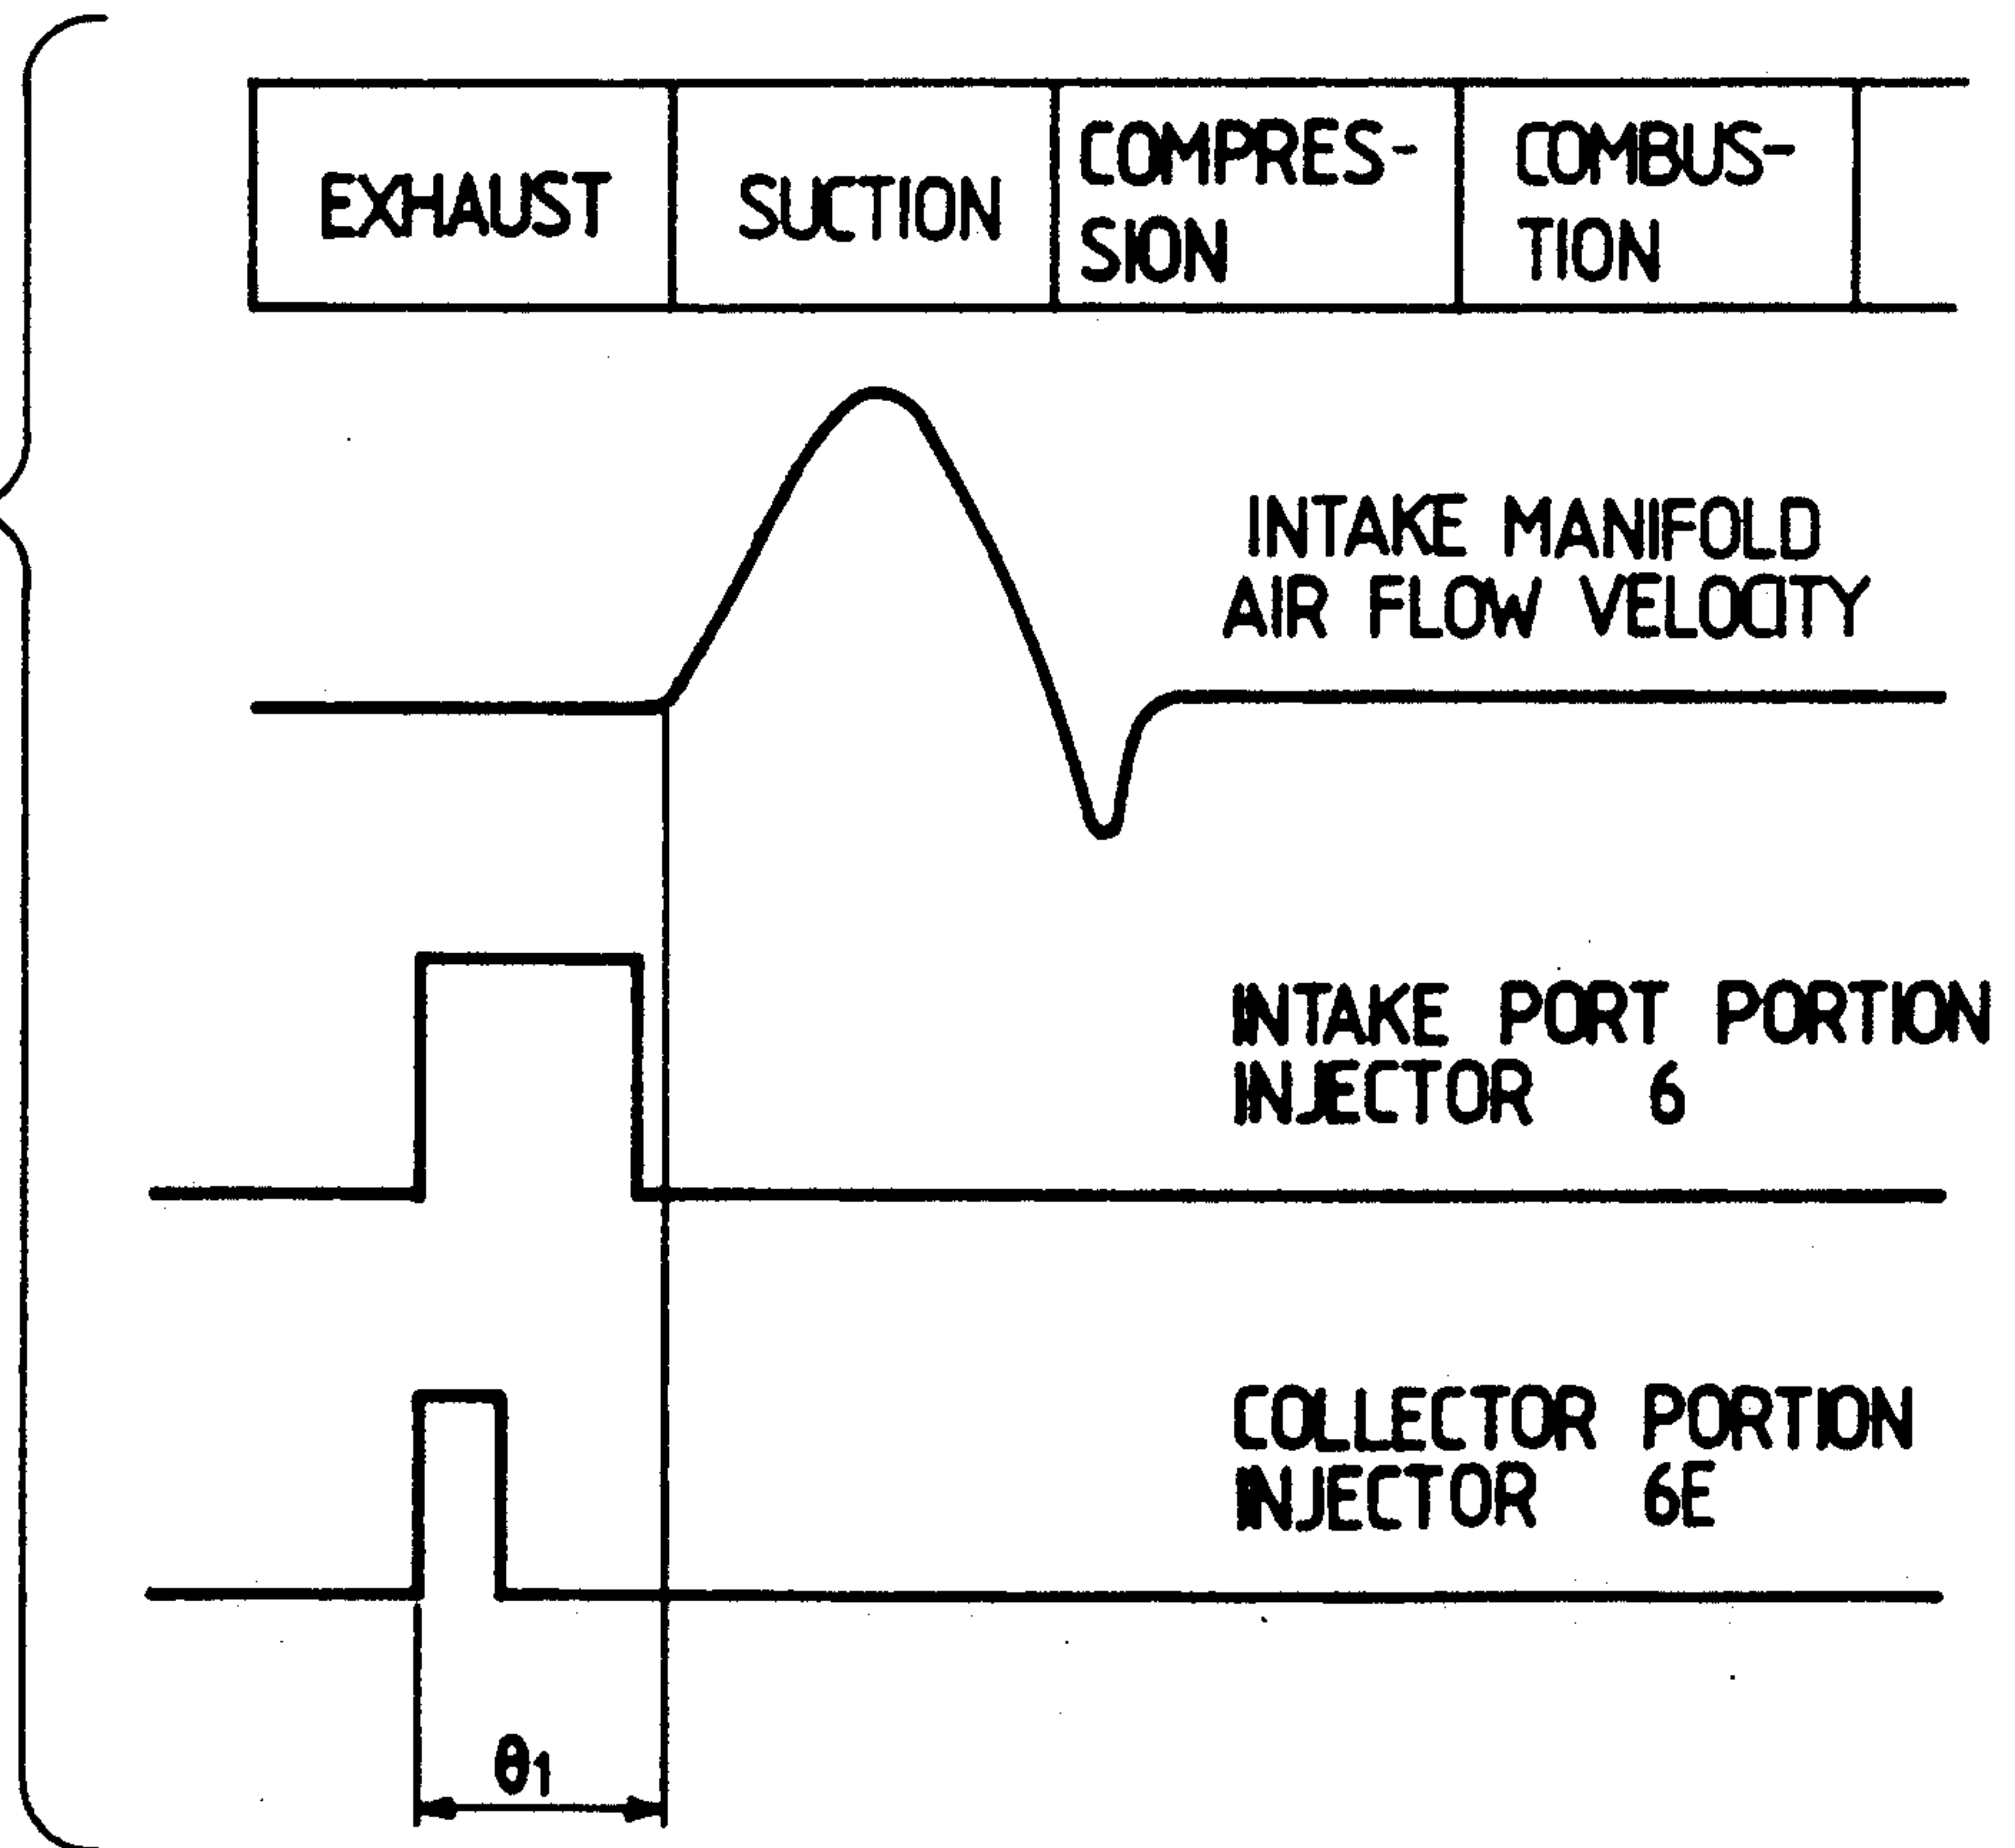 EXHAUST
SUCTION
COMPRES-
SION
COMBUS-
TION
INTAKE MANIFOLD
AIR FLOW VELOCITY
INTAKE PORT PORTION
INJECTOR 6
COLLECTOR PORTION
INJECTOR 6E
θ1